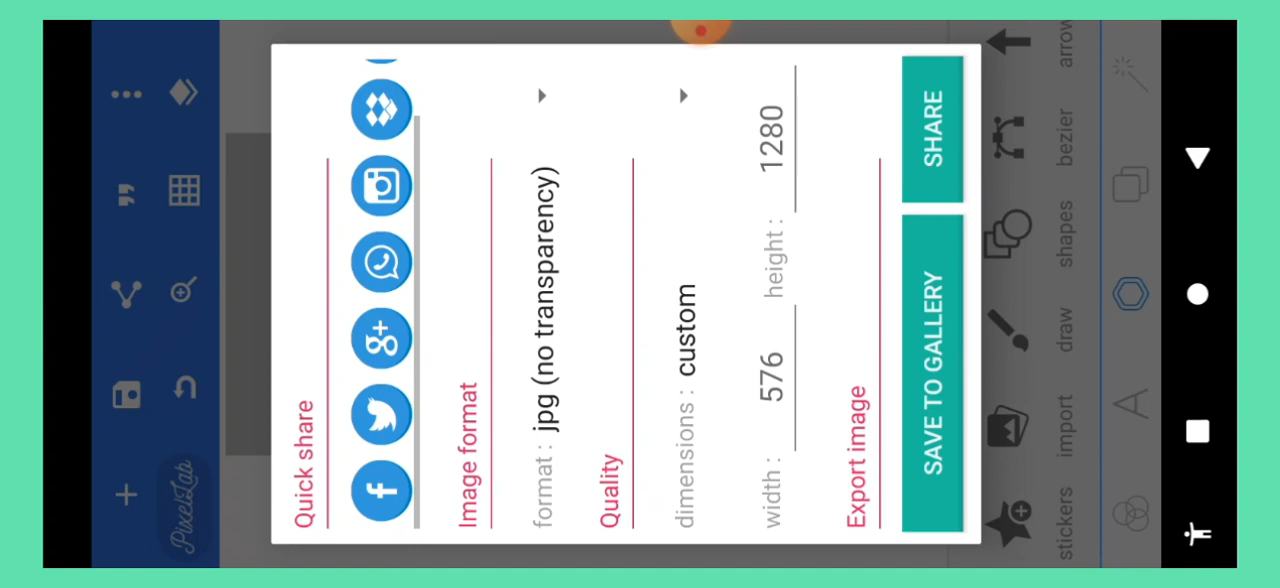 PixelLab
Quick share
Image format
format : jpg (no transparency)
Quality
dimensions : custom
width : 576 height : 1280
Export image
SAVE TO GALLERY SHARE
stickers import draw shapes bezier arrow